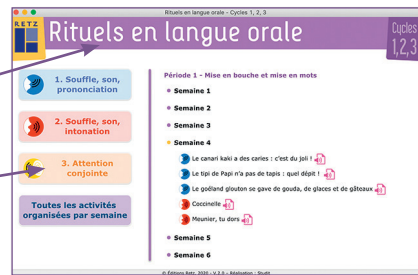 Rituels en langue orale - Cycles 1, 2, 3
RETZ
Rituels en langue orale
Cycles
1,2,3
1. Souffle, son,
prononciation
2. Souffle, son,
intonation
3. Attention
conjointe
Toutes les activités
organisées par semaine
Période 1 - Mise en bouche et mise en mots
Semaine 1
Semaine 2
Semaine 3
Semaine 4
Le canari kaki a des caries : c'est du joli !
Le tipi de Papi n'a pas de tapis : quel dépit !
Le goéland glouton se gave de gouda, de glaces et de gâteaux
Coccinelle
Meunier, tu dors
Semaine 5
Semaine 6
© Éditions Retz, 2020 - V.2.0 - Réalisation : Studit